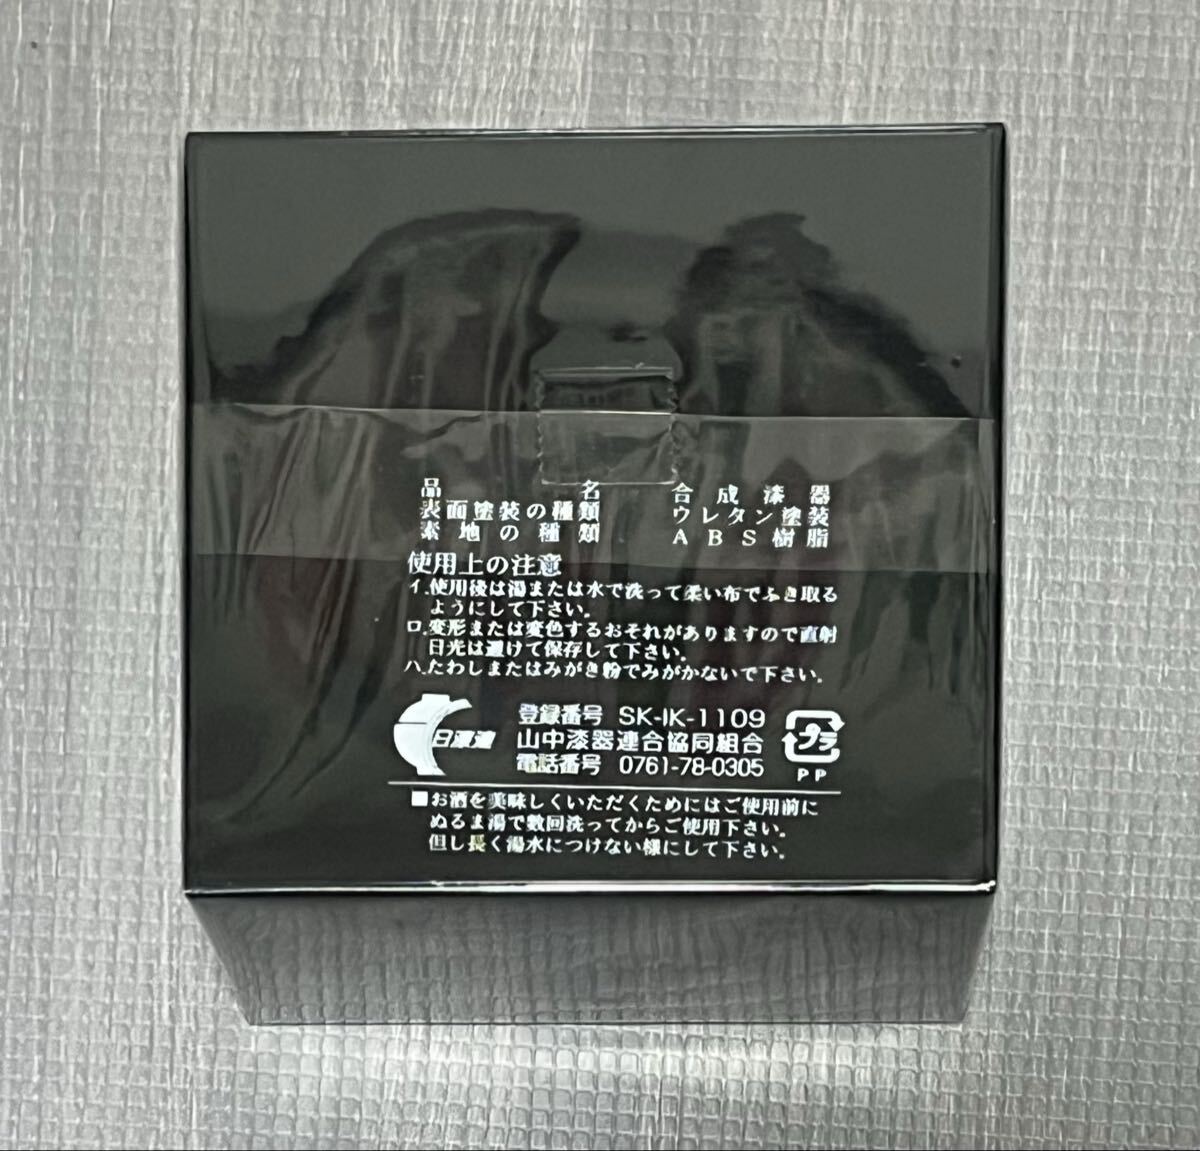 品名 合成漆器
表面塗装の種類 ウレタン塗装
素地の種類 ABS樹脂
使用上の注意
イ.使用後は湯または水で洗って柔い布でふき取る
ようにして下さい。
ロ.変形または変色するおそれがありますので直射
日光は避けて保存して下さい。
ハ.たわしまたはみがき粉でみがかないで下さい。
日漆連
登録番号 SK-IK-1109
山中漆器連合協同組合
電話番号 0761-78-0305
プラ
PP
■お酒を美味しくいただくためにはご使用前に
ぬるま湯で数回洗ってからご使用下さい。
但し長く湯水につけない様にして下さい。